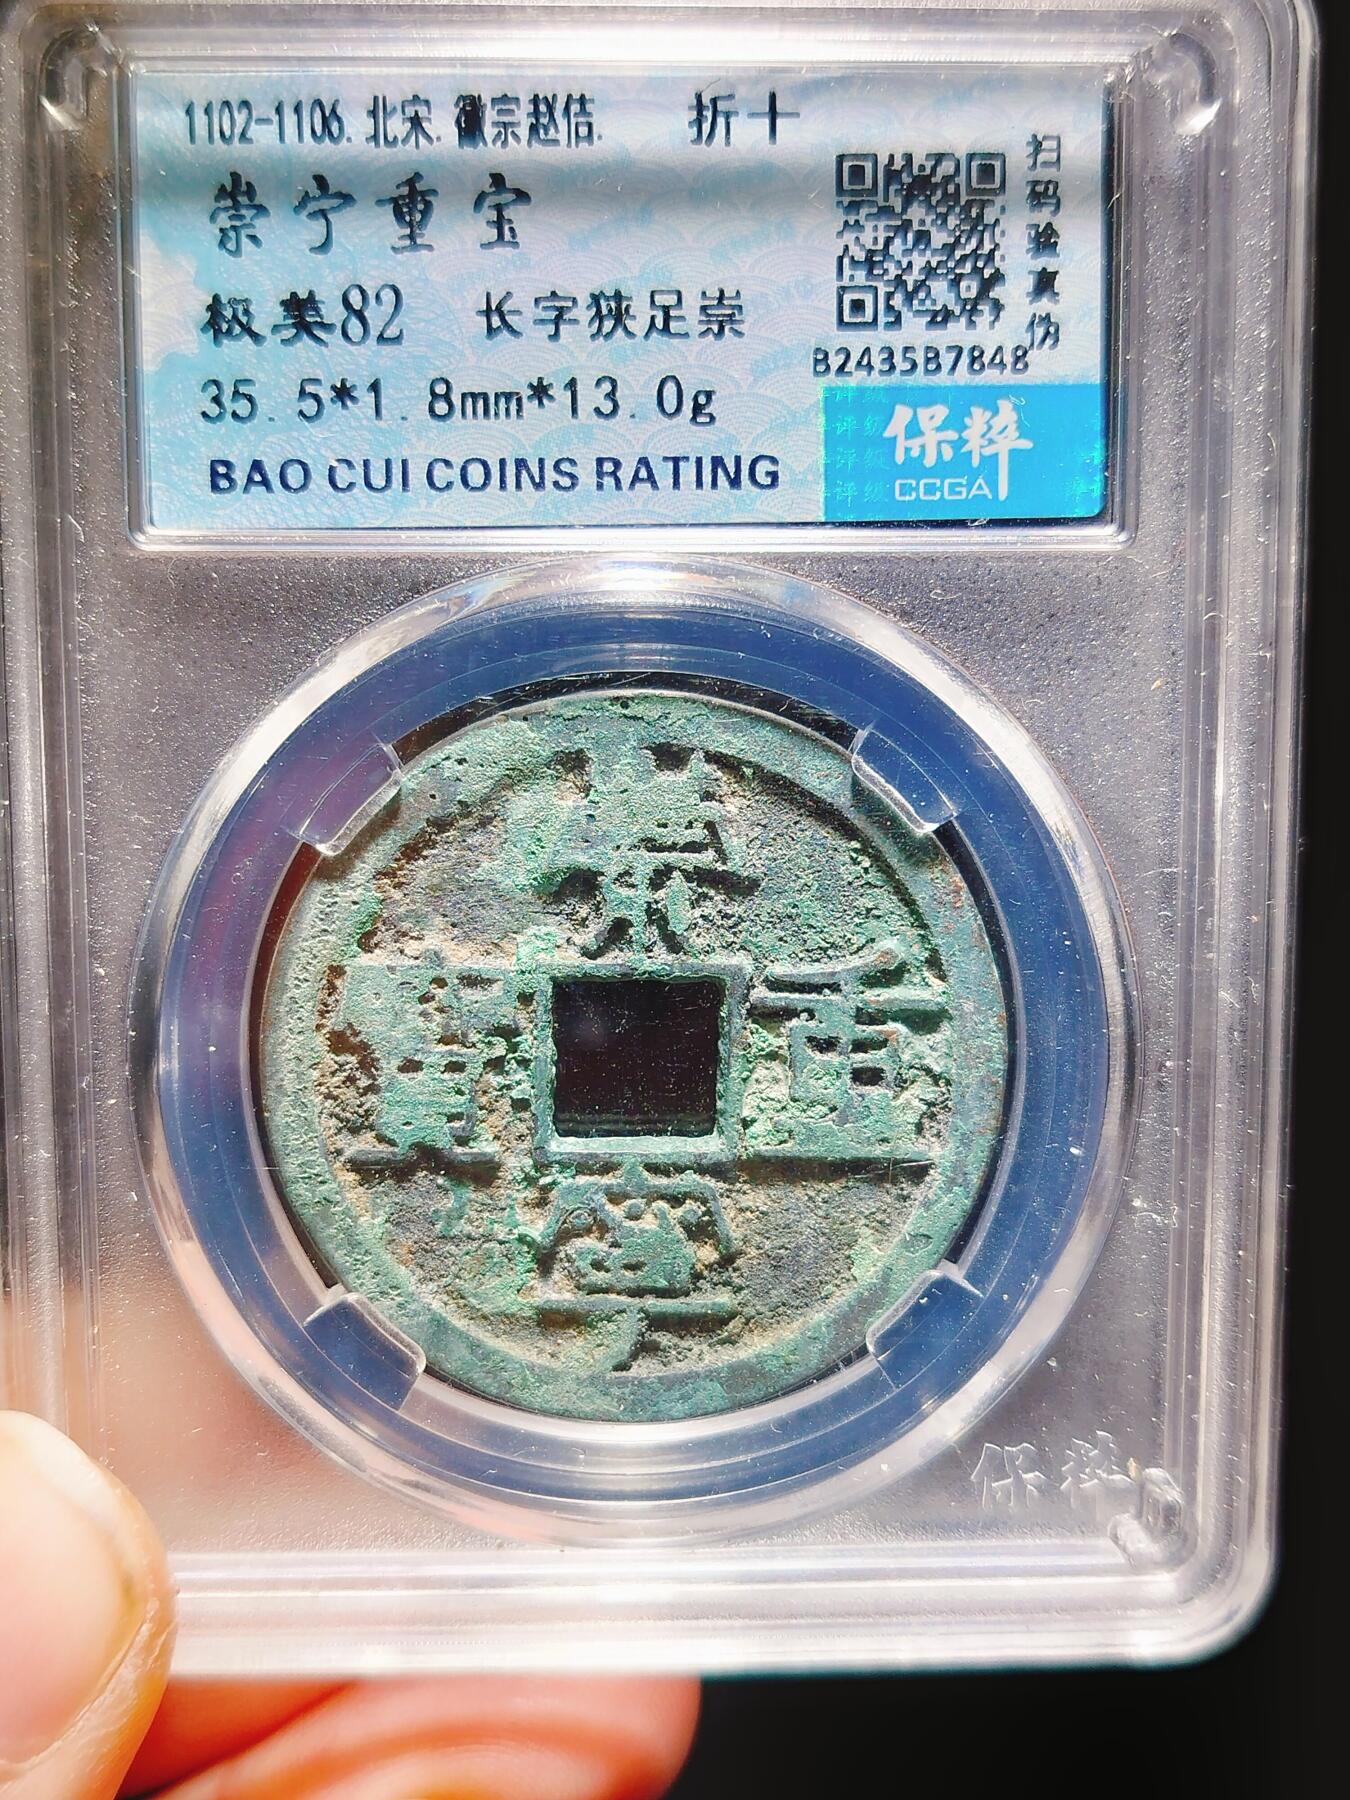 1102-1106.北宋.徽宗赵佶. 折十
崇宁重宝
极美82 长字狭足崇
35.5*1.8mm*13.0g
BAO CUI COINS RATING
扫码验真伪
B2435B7848
保粹
CCGA
崇
寶 重
寧
保粹